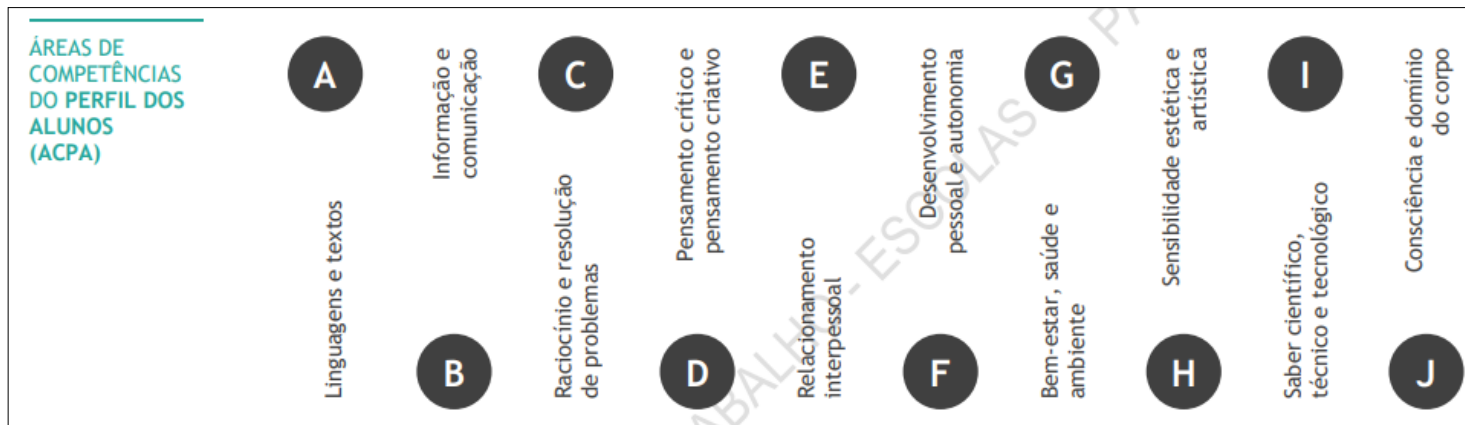 ÁREAS DE
COMPETÊNCIAS
DO PERFIL DOS
ALUNOS
(ACPA)
A
Linguagens e textos
B
Informação e
comunicação
C
Raciocínio e resolução
de problemas
D
Pensamento crítico e
pensamento criativo
E
Relacionamento
interpessoal
F
Desenvolvimento
pessoal e autonomia
G
Bem-estar, saúde e
ambiente
H
Sensibilidade estética e
artística
I
Saber científico,
técnico e tecnológico
J
Consciência e domínio
do corpo
- ESCOLAS